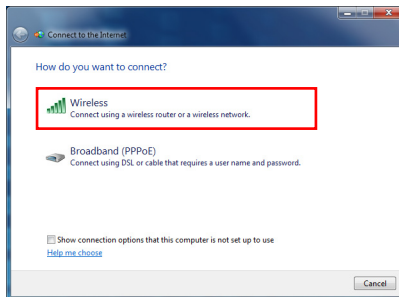 Connect to the Internet
How do you want to connect?
Wireless
Connect using a wireless router or a wireless network.
Broadband (PPPoE)
Connect using DSL or cable that requires a user name and password.
Show connection options that this computer is not set up to use
Help me choose
Cancel